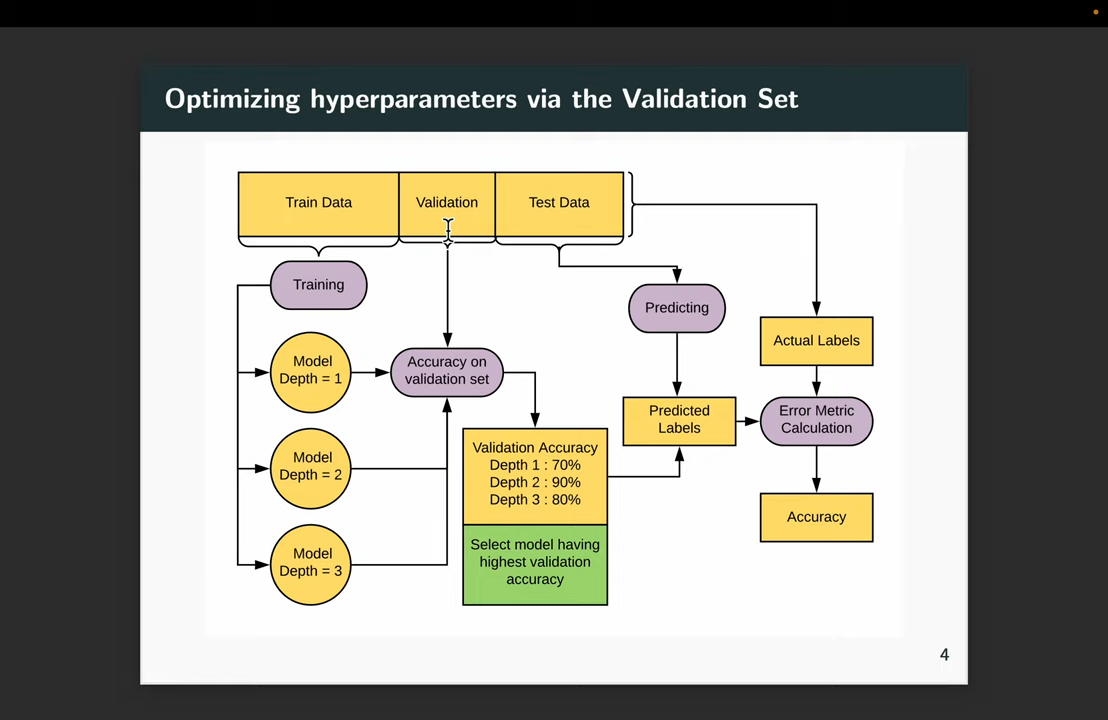 Optimizing hyperparameters via the Validation Set
Train Data
Validation
Test Data
Training
Predicting
Actual Labels
Model
Depth = 1
Accuracy on
validation set
Predicted
Labels
Error Metric
Calculation
Model
Depth = 2
Validation Accuracy
Depth 1 : 70%
Depth 2 : 90%
Depth 3 : 80%
Accuracy
Model
Depth = 3
Select model having
highest validation
accuracy
4